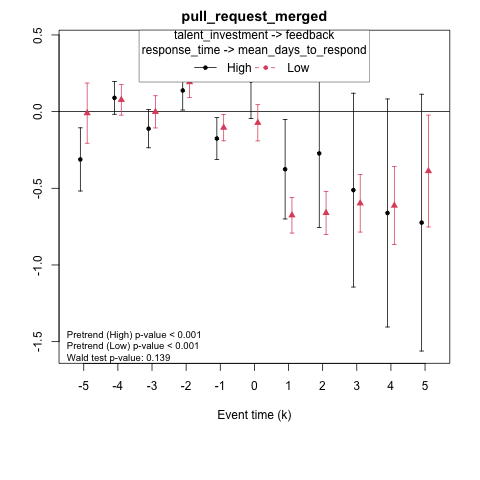 pull_request_merged
talent_investment -> feedback
response_time -> mean_days_to_respond
High Low
0.5
0.0
-0.5
-1.0
-1.5
Pretrend (High) p-value < 0.001
Pretrend (Low) p-value < 0.001
Wald test p-value: 0.139
-5 -4 -3 -2 -1 0 1 2 3 4 5
Event time (k)